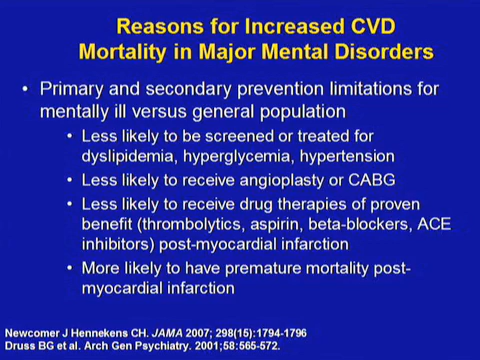 Reasons for Increased CVD
Mortality in Major Mental Disorders
• Primary and secondary prevention limitations for
mentally ill versus general population
• Less likely to be screened or treated for
dyslipidemia, hyperglycemia, hypertension
• Less likely to receive angioplasty or CABG
• Less likely to receive drug therapies of proven
benefit (thrombolytics, aspirin, beta-blockers, ACE
inhibitors) post-myocardial infarction
• More likely to have premature mortality post-
myocardial infarction
Newcomer J Hennekens CH. JAMA 2007; 298(15):1794-1796
Druss BG et al. Arch Gen Psychiatry. 2001;58:565-572.